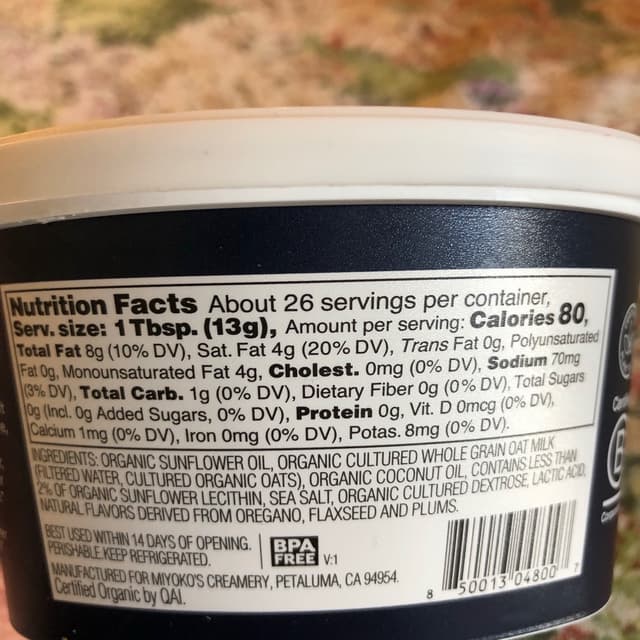 Nutrition Facts About 26 servings per container,
Serv. size: 1 Tbsp. (13g), Amount per serving: Calories 80,
Total Fat 8g (10% DV), Sat. Fat 4g (20% DV), Trans Fat 0g, Polyunsaturated
Fat 0g, Monounsaturated Fat 4g, Cholest. 0mg (0% DV), Sodium 70mg
(3% DV), Total Carb. 1g (0% DV), Dietary Fiber 0g (0% DV), Total Sugars
0g (Incl. 0g Added Sugars, 0% DV), Protein 0g, Vit. D 0mcg (0% DV),
Calcium 1mg (0% DV), Iron 0mg (0% DV), Potas. 8mg (0% DV).
INGREDIENTS: ORGANIC SUNFLOWER OIL, ORGANIC CULTURED WHOLE GRAIN OAT MILK
(FILTERED WATER, CULTURED ORGANIC OATS), ORGANIC COCONUT OIL, CONTAINS LESS THAN
2% OF ORGANIC SUNFLOWER LECITHIN, SEA SALT, ORGANIC CULTURED DEXTROSE, LACTIC ACID,
NATURAL FLAVORS DERIVED FROM OREGANO, FLAXSEED AND PLUMS.
BEST USED WITHIN 14 DAYS OF OPENING.
PERISHABLE. KEEP REFRIGERATED.
BPA
FREE V:1
MANUFACTURED FOR MIYOKO'S CREAMERY, PETALUMA, CA 94954.
Certified Organic by QAI.
8 50013 04800 7